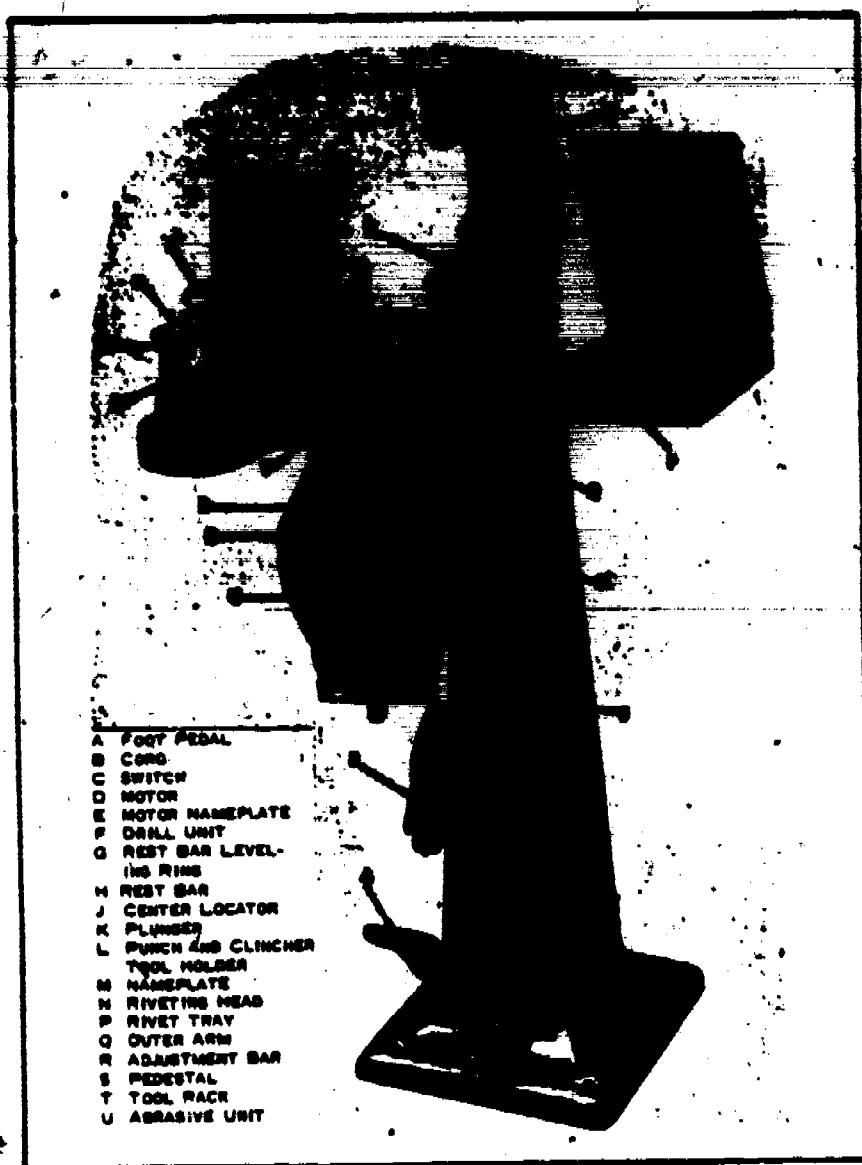 A FOOT PEDAL
B CORD
C SWITCH
D MOTOR
E MOTOR NAMEPLATE
F DRILL UNIT
G REST BAR LEVEL-
ING RING
H REST BAR
J CENTER LOCATOR
K PLUNGER
L PUNCH AND CLINCHER
TOOL HOLDER
M NAMEPLATE
N RIVETING HEAD
P RIVET TRAY
Q OUTER ARM
R ADJUSTMENT BAR
S PEDESTAL
T TOOL RACK
U ABRASIVE UNIT